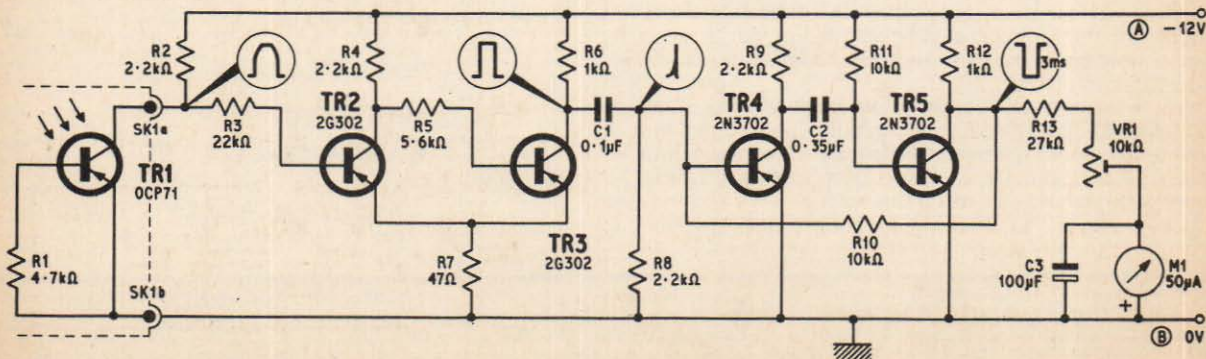 R2
2·2kΩ
R4
2·2kΩ
R6
1kΩ
R9
2·2kΩ
R11
10kΩ
R12
1kΩ
A -12V
3ms
SK1a
R3
22kΩ
TR2
2G302
R5
5·6kΩ
C1
0·1μF
TR4
2N3702
C2
0·35μF
TR5
2N3702
R13
27kΩ
VR1
10kΩ
TR1
OCP71
R1
4·7kΩ
SK1b
R7
47Ω
TR3
2G302
R8
2·2kΩ
R10
10kΩ
C3
100μF
M1
50μA
+
B 0V